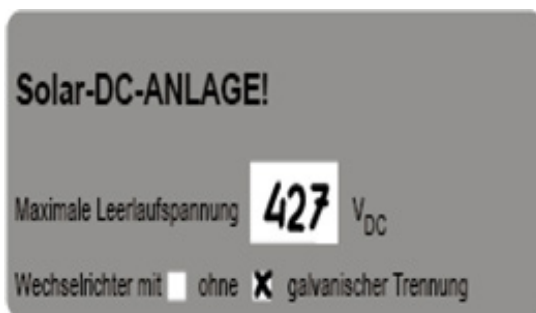 Solar-DC-ANLAGE!
Maximale Leerlaufspannung 427 VDC
Wechselrichter mit ohne X galvanischer Trennung